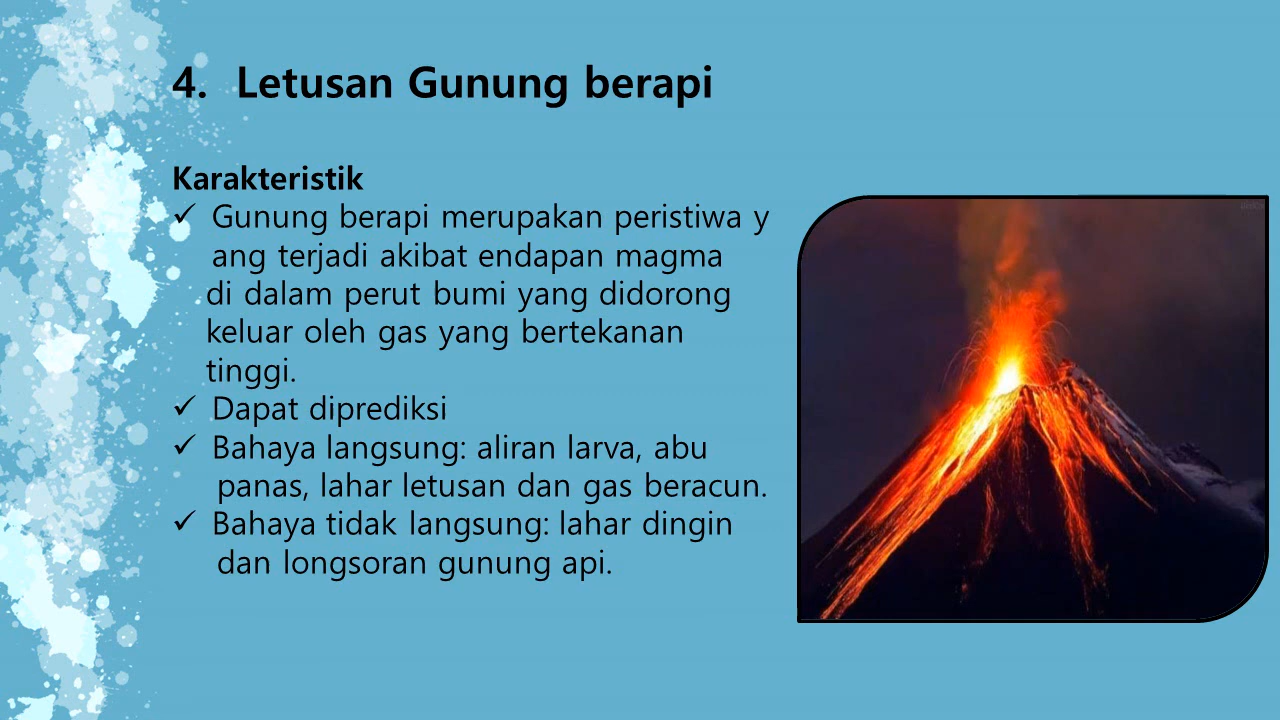 4. Letusan Gunung berapi
Karakteristik
✓ Gunung berapi merupakan peristiwa y
ang terjadi akibat endapan magma
di dalam perut bumi yang didorong
keluar oleh gas yang bertekanan
tinggi.
✓ Dapat diprediksi
✓ Bahaya langsung: aliran larva, abu
panas, lahar letusan dan gas beracun.
✓ Bahaya tidak langsung: lahar dingin
dan longsoran gunung api.